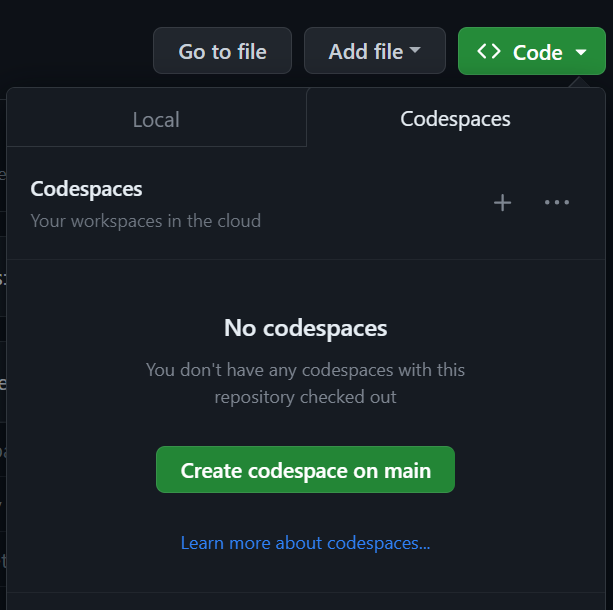 Go to file
Add file
<> Code
Local
Codespaces
Codespaces
Your workspaces in the cloud
No codespaces
You don't have any codespaces with this
repository checked out
Create codespace on main
Learn more about codespaces...